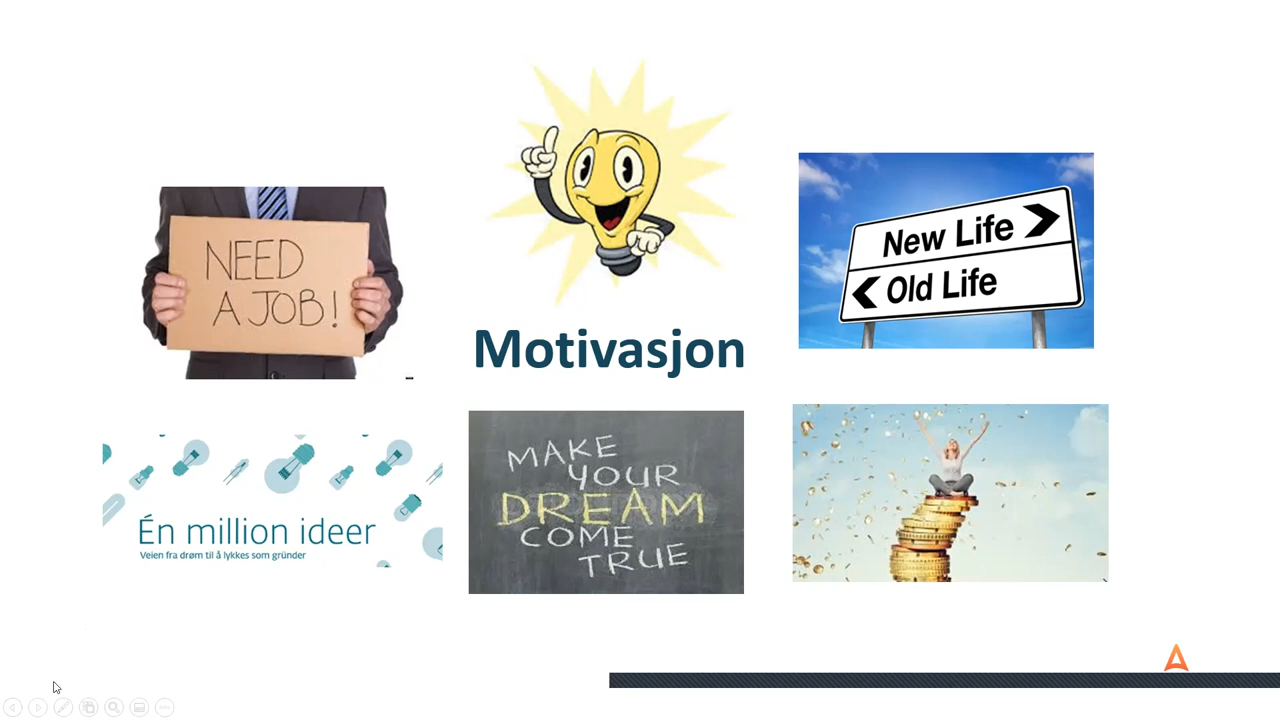 NEED
A JOB!
New Life
Old Life
Motivasjon
Én million ideer
Veien fra drøm til å lykkes som gründer
MAKE
YOUR
DREAM
COME
TRUE